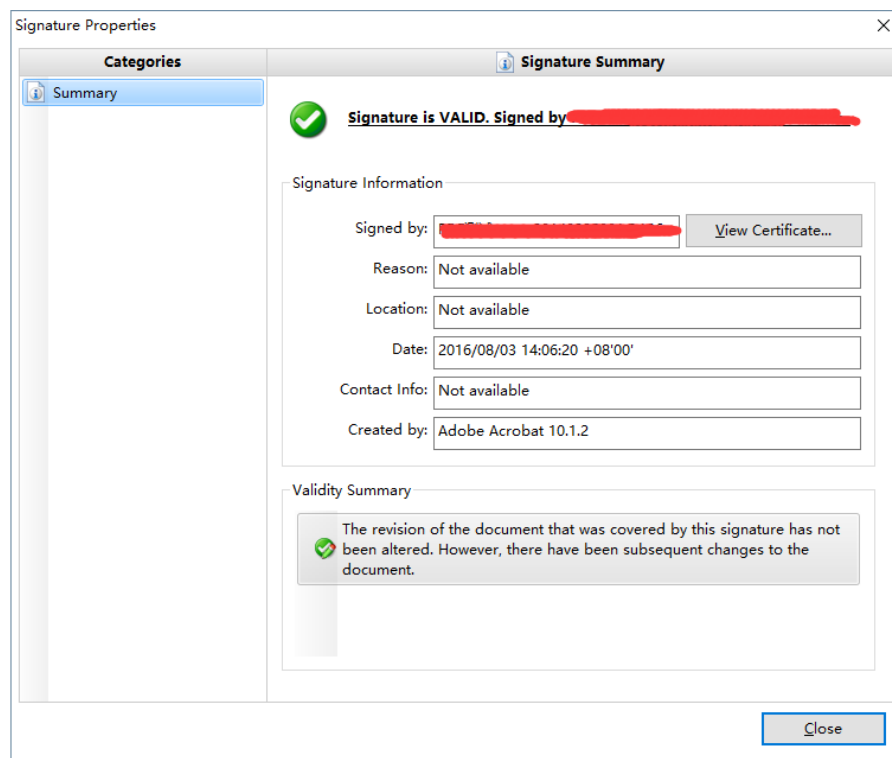 Signature Properties
Categories
Summary
Signature Summary
Signature is VALID. Signed by
Signature Information
Signed by:
View Certificate...
Reason: Not available
Location: Not available
Date: 2016/08/03 14:06:20 +08'00'
Contact Info: Not available
Created by: Adobe Acrobat 10.1.2
Validity Summary
The revision of the document that was covered by this signature has not
been altered. However, there have been subsequent changes to the
document.
Close